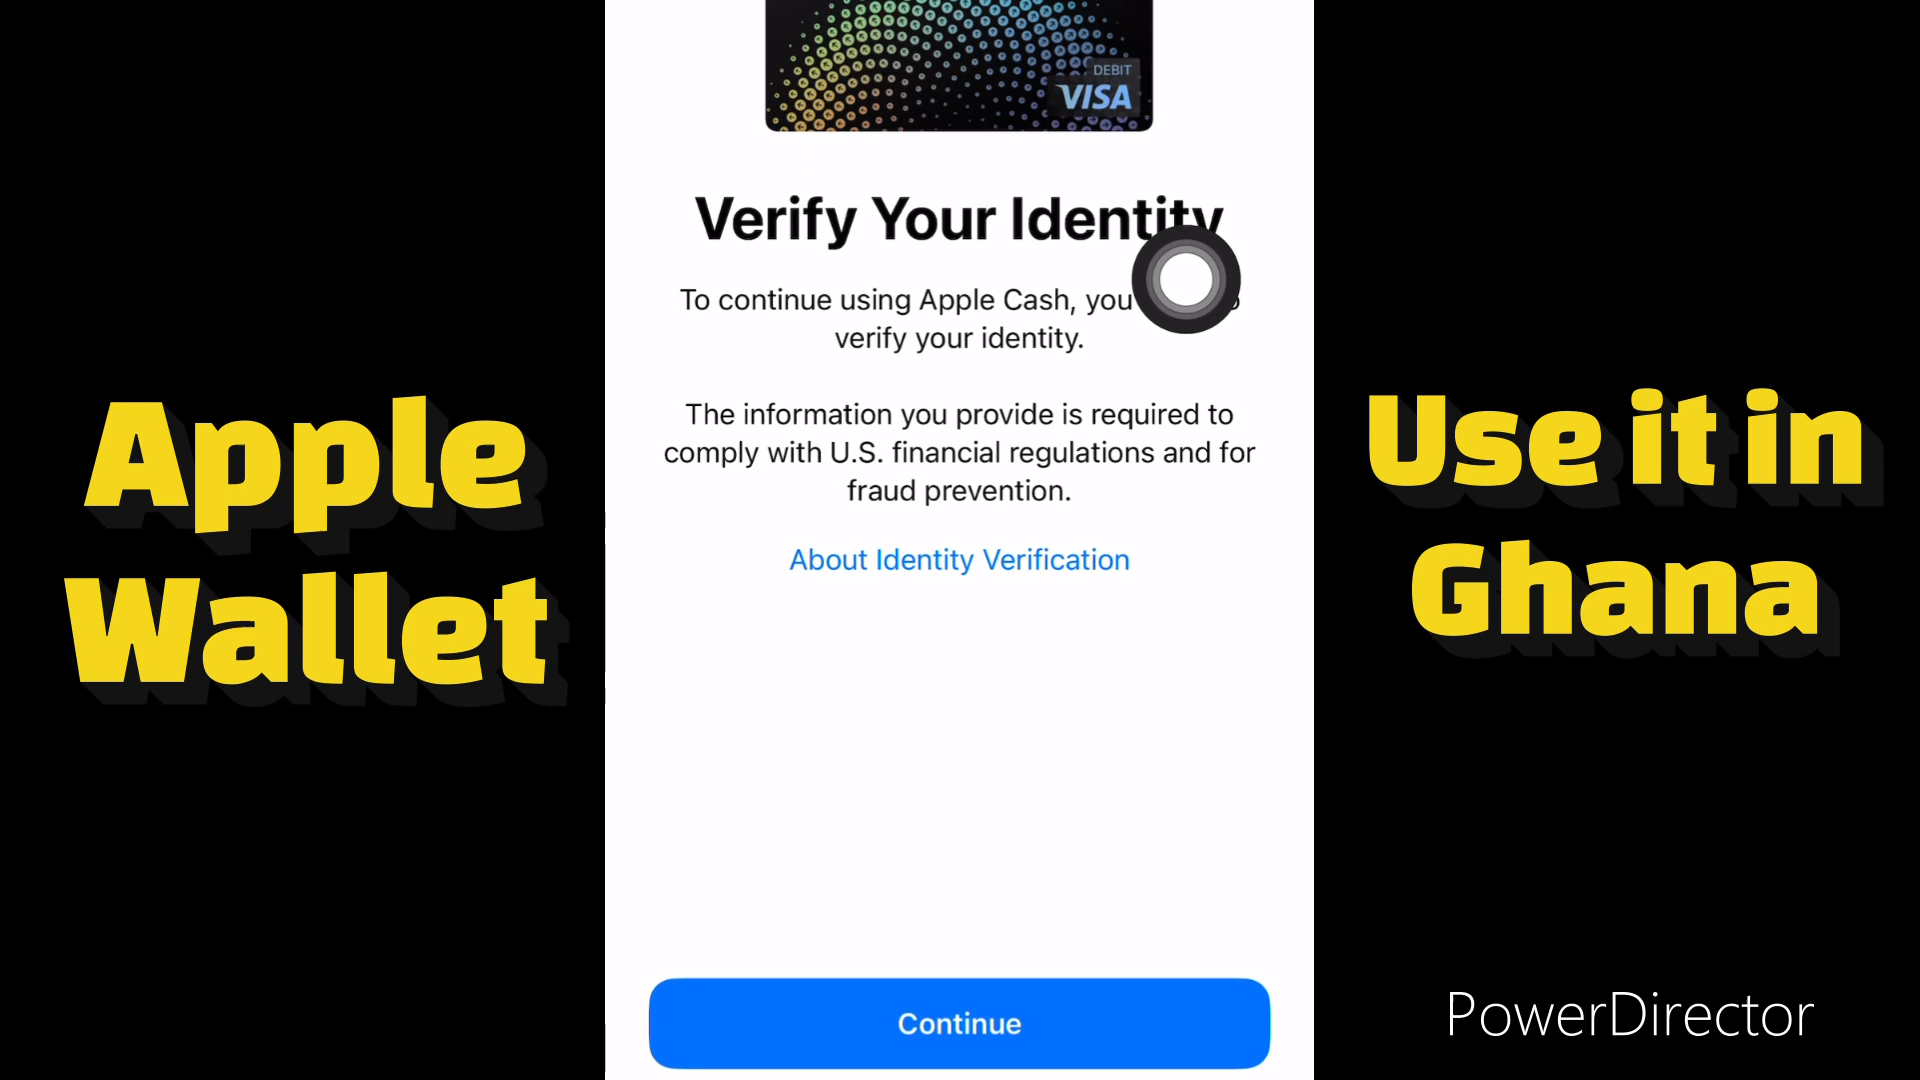 DEBIT
VISA
Verify Your Identity
To continue using Apple Cash, you
verify your identity.
The information you provide is required to
comply with U.S. financial regulations and for
fraud prevention.
About Identity Verification
Continue
Apple
Wallet
Use it in
Ghana
PowerDirector